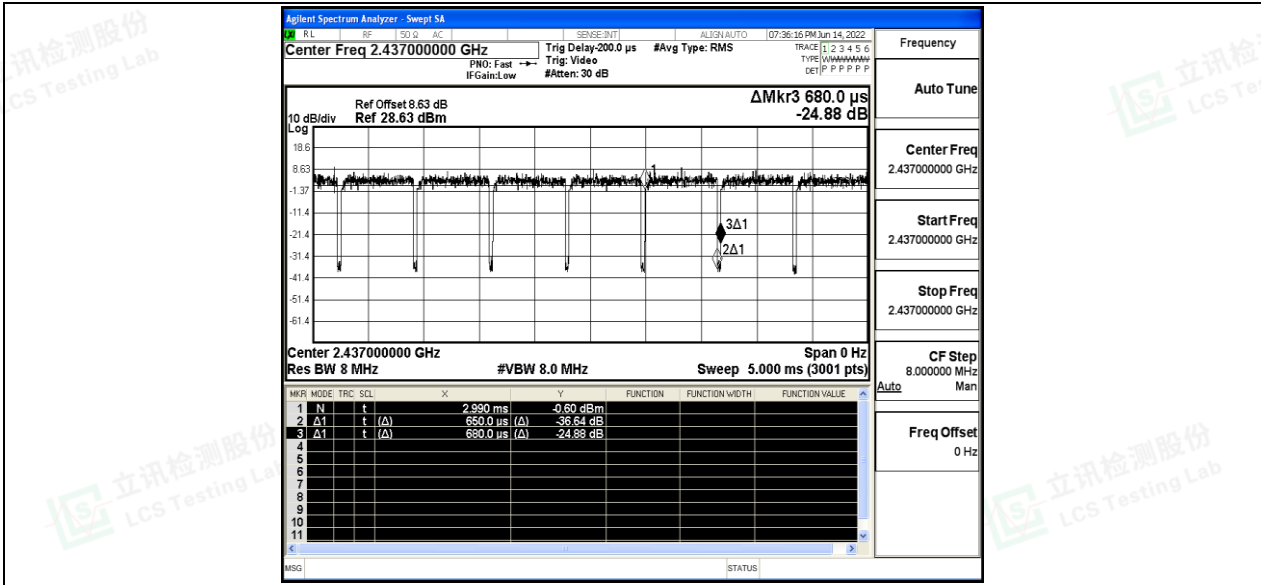 Agilent Spectrum Analyzer - Swept SA
RL RF 50 Ω AC SENSE:INT ALIGN AUTO 07:36:16 PM Jun 14, 2022
Center Freq 2.437000000 GHz
PNO: Fast
IFGain:Low
Trig Delay-200.0 µs
Trig: Video
#Atten: 30 dB
#Avg Type: RMS
TRACE 1 2 3 4 5 6
TYPE
DET P P P P P P
ΔMkr3 680.0 µs
-24.88 dB
Ref Offset 8.63 dB
10 dB/div Ref 28.63 dBm
Log
18.6
8.63
-1.37
-11.4
-21.4
-31.4
-41.4
-51.4
-61.4
1
3Δ1
2Δ1
Center 2.437000000 GHz Span 0 Hz
Res BW 8 MHz #VBW 8.0 MHz Sweep 5.000 ms (3001 pts)
MKR MODE TRC SCL X Y FUNCTION FUNCTION WIDTH FUNCTION VALUE
1 N t 2.990 ms -0.60 dBm
2 Δ1 t (Δ) 650.0 µs (Δ) -36.64 dB
3 Δ1 t (Δ) 680.0 µs (Δ) -24.88 dB
4
5
6
7
8
9
10
11
MSG STATUS
Frequency
Auto Tune
Center Freq
2.437000000 GHz
Start Freq
2.437000000 GHz
Stop Freq
2.437000000 GHz
CF Step
8.000000 MHz
Auto Man
Freq Offset
0 Hz
立讯检测股份
LCS Testing Lab
立讯检测股份
LCS Testing Lab